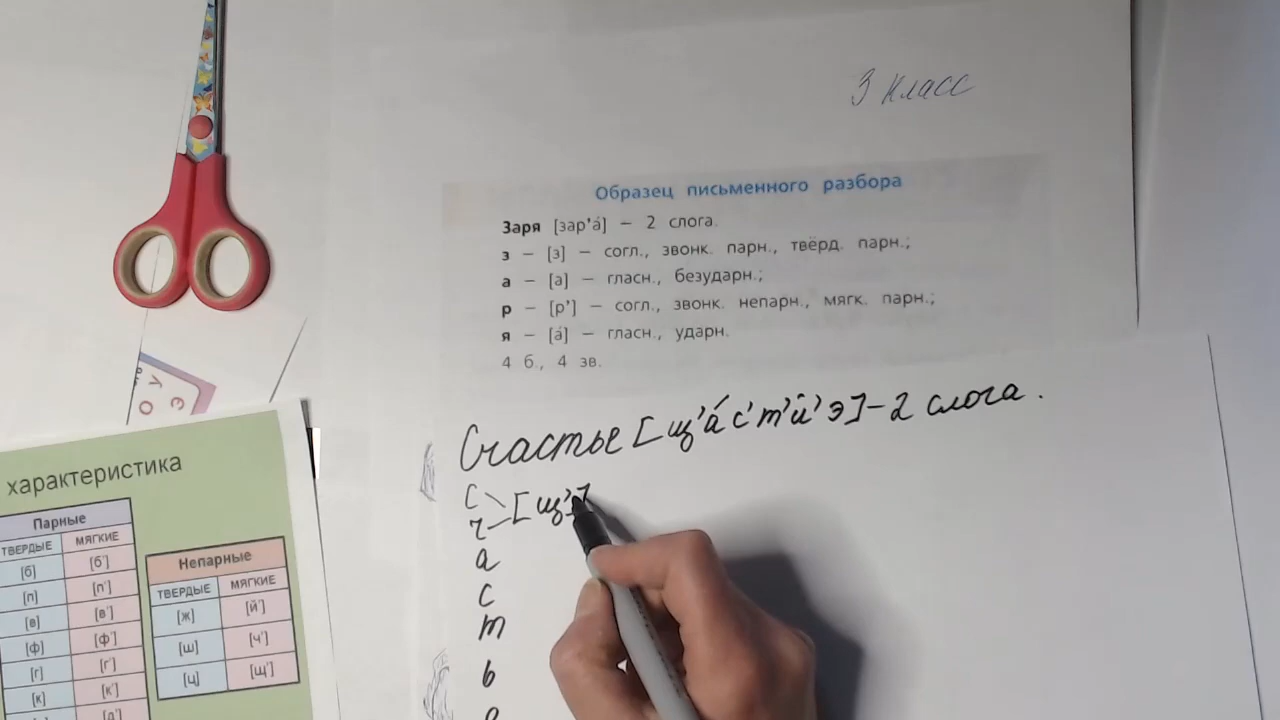 3 класс
Образец письменного разбора
Заря [зар’á] – 2 слога.
з – [з] – согл., звонк. парн., твёрд. парн.;
а – [а] – гласн., безударн.;
р – [р’] – согл., звонк. непарн., мягк. парн.;
я – [á] – гласн., ударн.
4 б., 4 зв.
Счастье [щ’á с’т’й’э] – 2 слога.
с
ч
[щ’]
а
с
т
ь
О У
Э
характеристика
Парные
ТВЕРДЫЕ МЯГКИЕ
[б] [б’]
[п] [п’]
[в] [в’]
[ф] [ф’]
[г] [г’]
[к] [к’]
[д’]
Непарные
ТВЕРДЫЕ МЯГКИЕ
[ж] [й’]
[ш] [ч’]
[ц] [щ’]